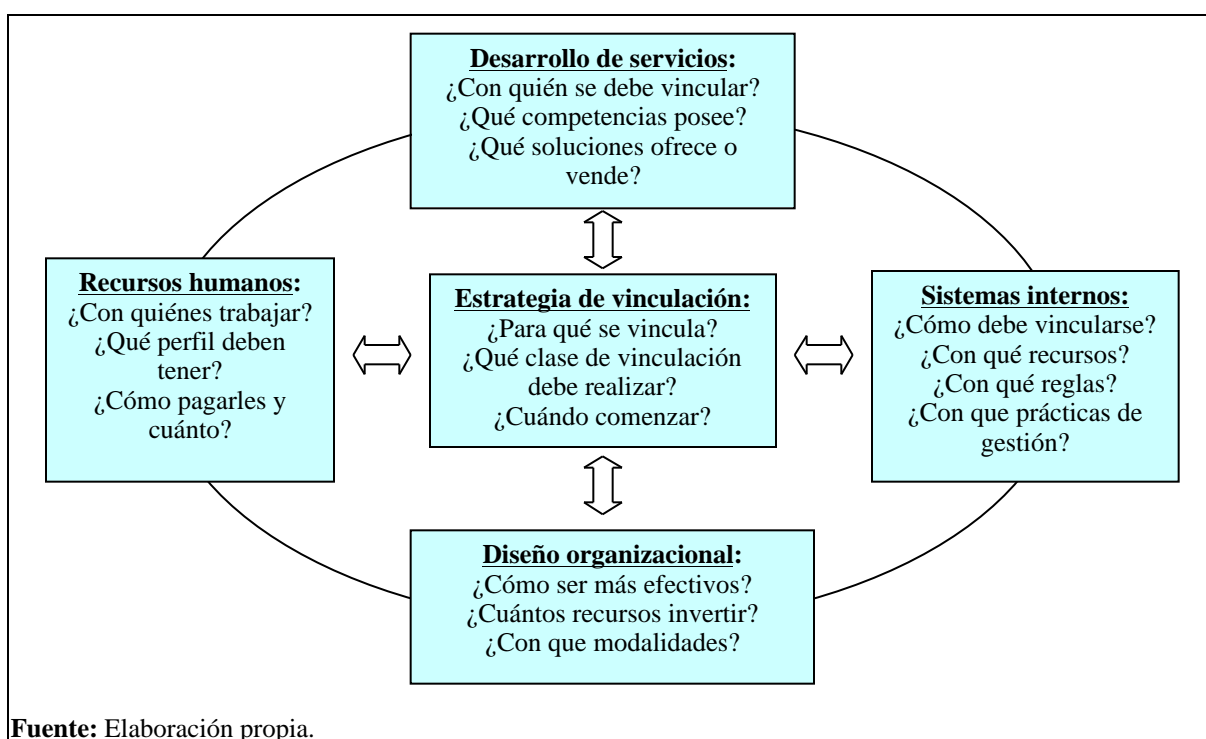 Desarrollo de servicios:
¿Con quién se debe vincular?
¿Qué competencias posee?
¿Qué soluciones ofrece o
vende?
Recursos humanos:
¿Con quiénes trabajar?
¿Qué perfil deben
tener?
¿Cómo pagarles y
cuánto?
Estrategia de vinculación:
¿Para qué se vincula?
¿Qué clase de vinculación
debe realizar?
¿Cuándo comenzar?
Sistemas internos:
¿Cómo debe vincularse?
¿Con qué recursos?
¿Con qué reglas?
¿Con que prácticas de
gestión?
Diseño organizacional:
¿Cómo ser más efectivos?
¿Cuántos recursos invertir?
¿Con que modalidades?
Fuente: Elaboración propia.